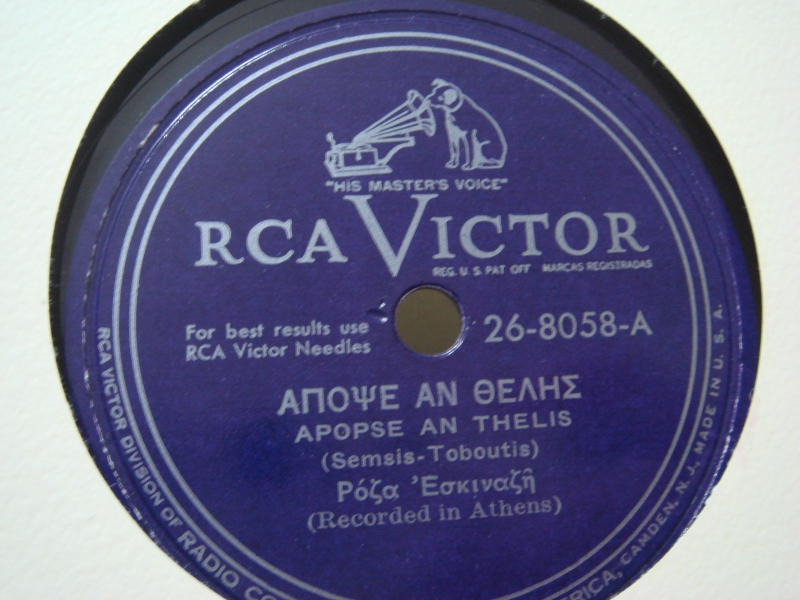 "HIS MASTER'S VOICE"
RCA VICTOR
REG. U. S. PAT OFF MARCAS REGISTRADAS
For best results use
RCA Victor Needles
26-8058-A
ΑΠΟΨΕ ΑΝ ΘΕΛΗΣ
APOPSE AN THELIS
(Semsis-Toboutis)
Ρόζα Ἐσκιναζῆ
(Recorded in Athens)
RCA VICTOR DIVISION OF RADIO
CAMDEN, N. J., MADE IN U. S. A.